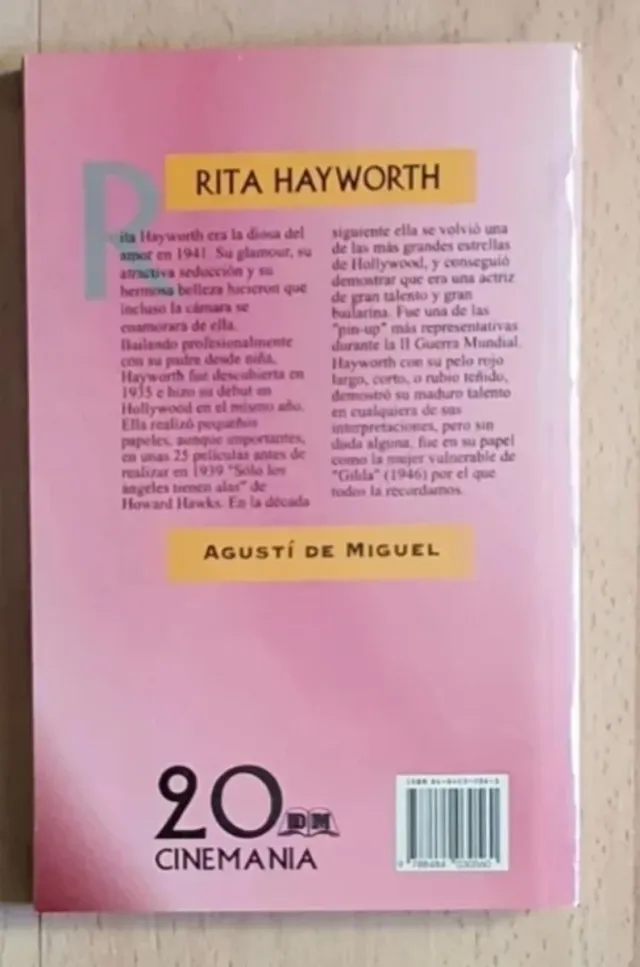 RITA HAYWORTH
Rita Hayworth era la diosa del
amor en 1941. Su glamour, su
atractiva seducción y su
hermosa belleza hicieron que
incluso la cámara se
enamorara de ella.
Bailando profesionalmente
con su padre desde niña,
Hayworth fue descubierta en
1935 e hizo su debut en
Hollywood en el mismo año.
Ella realizó pequeños
papeles, aunque importantes,
en unas 25 películas antes de
realizar en 1939 "Sólo los
angeles tienen alas" de
Howard Hawks. En la década
siguiente ella se volvió una
de las más grandes estrellas
de Hollywood, y consiguió
demostrar que era una actriz
de gran talento y gran
bailarina. Fue una de las
"pin-up" más representativas
durante la II Guerra Mundial.
Hayworth con su pelo rojo
largo, corto, o rubio teñido,
demostró su maduro talento
en cualquiera de sus
interpretaciones, pero sin
duda alguna, fue en su papel
como la mujer vulnerable de
"Gilda" (1946) por el que
todos la recordamos.
AGUSTÍ DE MIGUEL
20
DM
CINEMANIA
ISBN